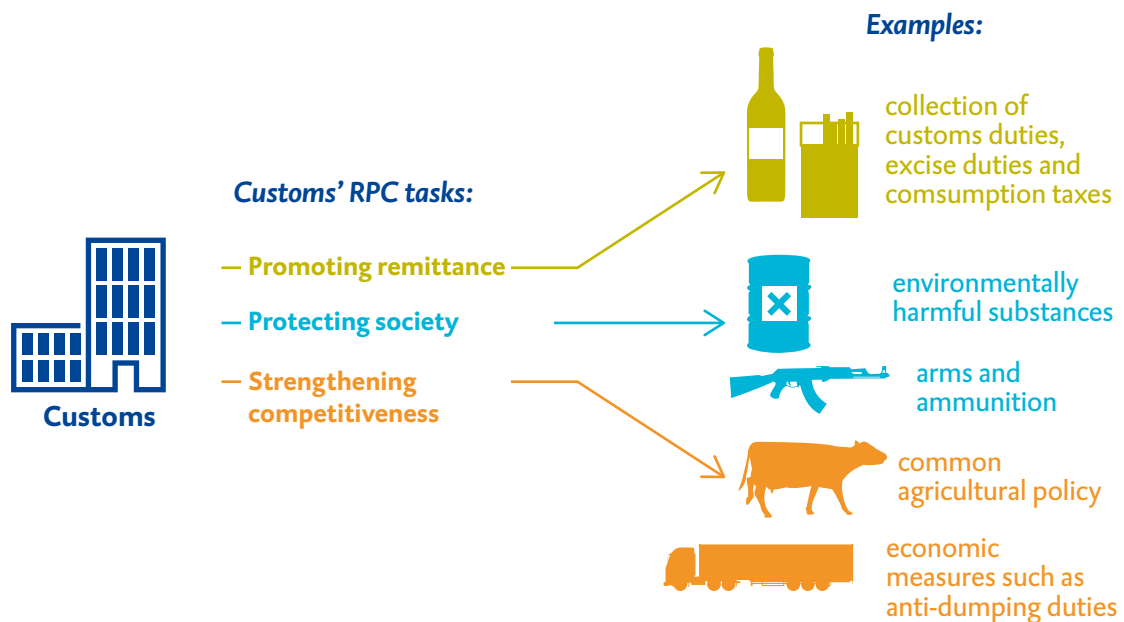 Examples:
collection of
customs duties,
excise duties and
comsumption taxes
Customs’ RPC tasks:
Promoting remittance
Protecting society
Strengthening
competitiveness
Customs
environmentally
harmful substances
arms and
ammunition
common
agricultural policy
economic
measures such as
anti-dumping duties